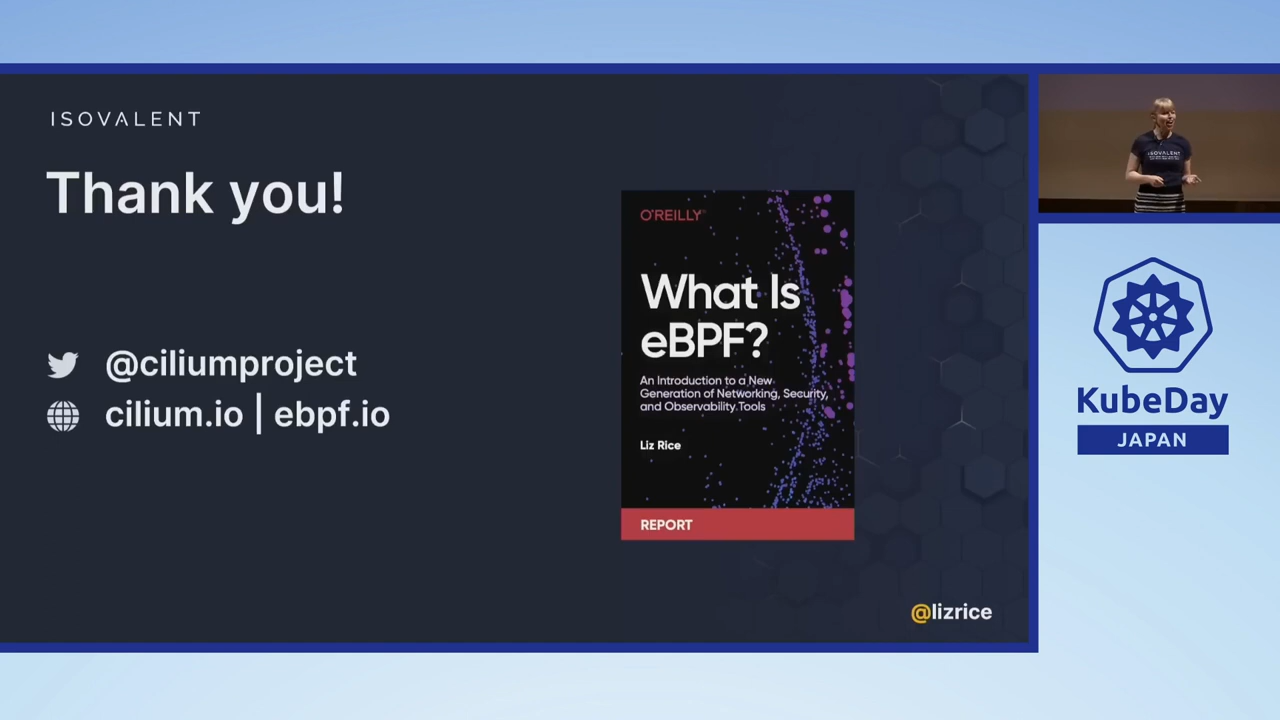 ISOVALENT
Thank you!
@ciliumproject
cilium.io | ebpf.io
O'REILLY
What Is
eBPF?
An Introduction to a New
Generation of Networking, Security,
and Observability Tools
Liz Rice
REPORT
@lizrice
ISOVALENT
KubeDay
JAPAN